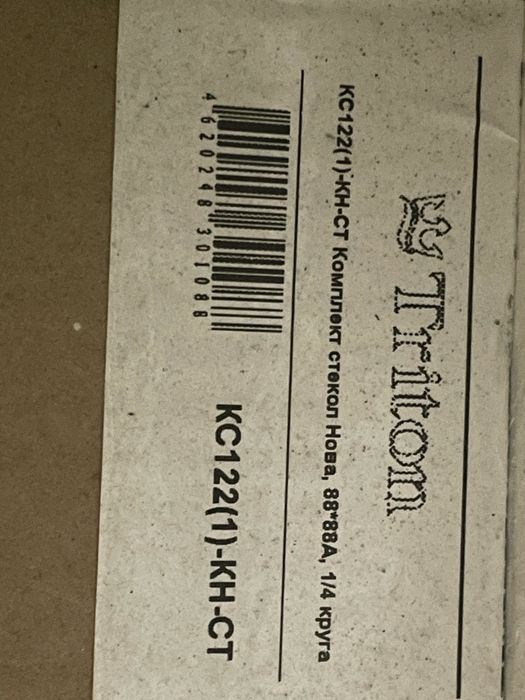 Triton
КС122(1)-КН-СТ Комплект стекол Нова, 88*88А, 1/4 круга
4 620248 301088
КС122(1)-КН-СТ